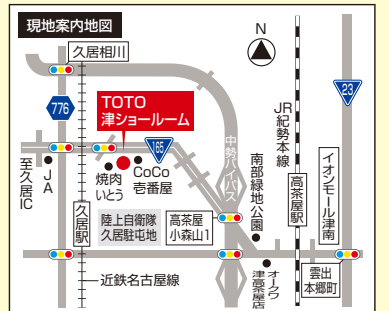 現地案内地図
久居相川
N
776
TOTO
津ショールーム
23
JR紀勢本線
165
中勢バイパス
至久居IC
JA
焼肉
いとう
CoCo
壱番屋
南部緑地公園
高茶屋駅
イオンモール津南
久居駅
陸上自衛隊
久居駐屯地
高茶屋
小森山1
オークワ
津高茶屋店
雲出
本郷町
近鉄名古屋線